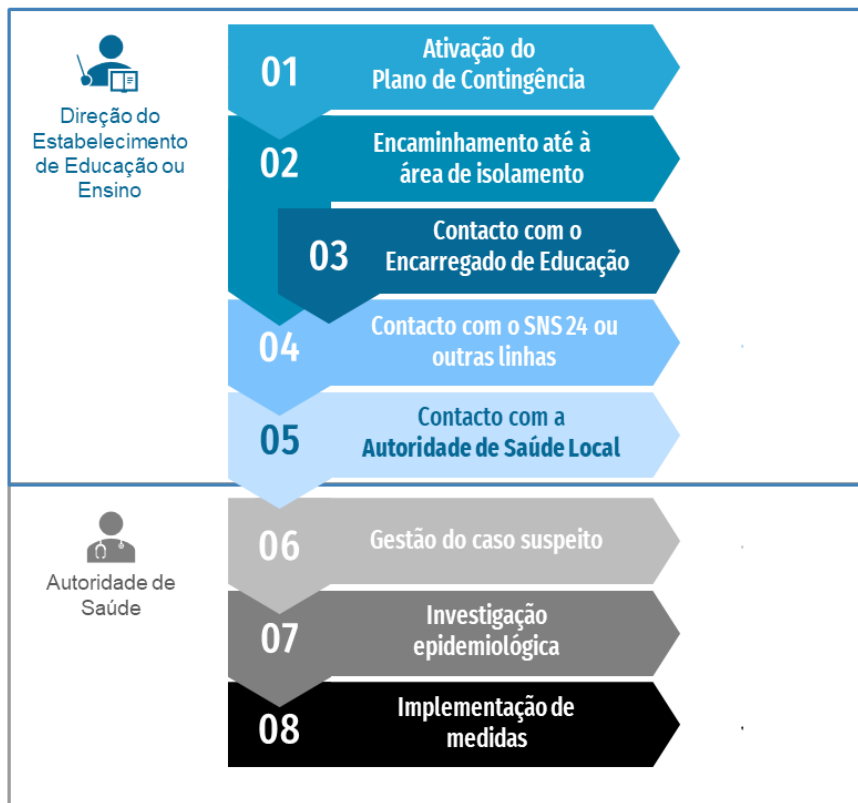 Direção do
Estabelecimento
de Educação ou
Ensino
01
Ativação do
Plano de Contingência
02
Encaminhamento até à
área de isolamento
03
Contacto com o
Encarregado de Educação
04
Contacto com o SNS 24 ou
outras linhas
05
Contacto com a
Autoridade de Saúde Local
Autoridade de
Saúde
06
Gestão do caso suspeito
07
Investigação
epidemiológica
08
Implementação de
medidas